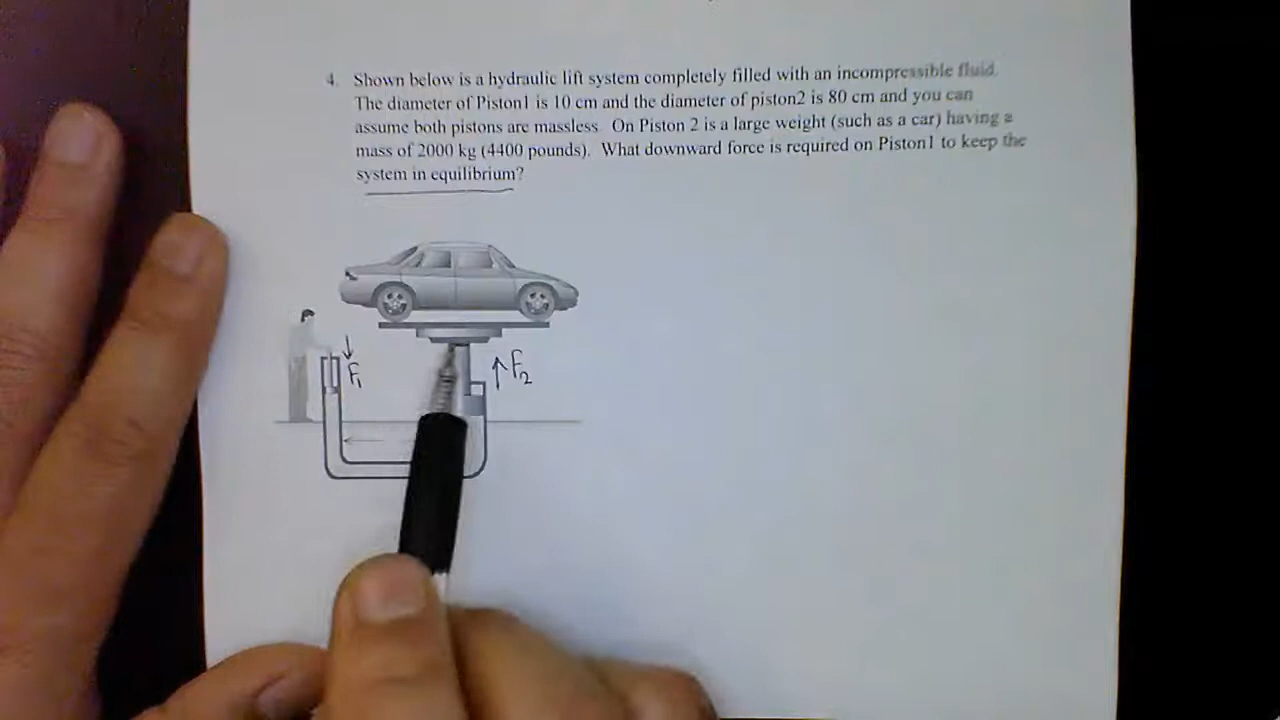 4. Shown below is a hydraulic lift system completely filled with an incompressible fluid.
The diameter of Piston1 is 10 cm and the diameter of piston2 is 80 cm and you can
assume both pistons are massless. On Piston 2 is a large weight (such as a car) having a
mass of 2000 kg (4400 pounds). What downward force is required on Piston1 to keep the
system in equilibrium?
↓
F₁
↑F₂